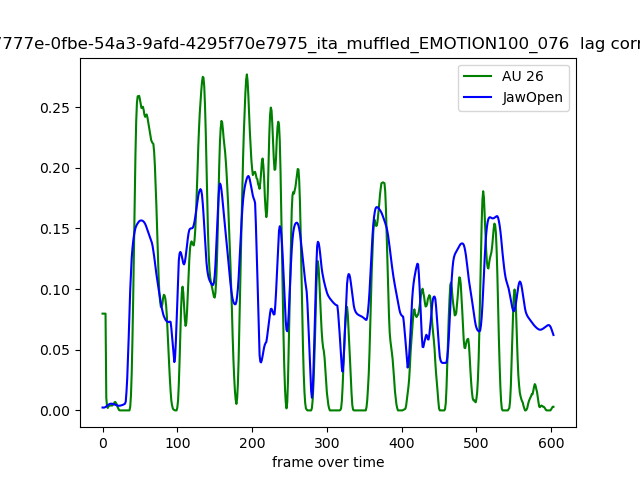 7777e-0fbe-54a3-9afd-4295f70e7975_ita_muffled_EMOTION100_076 lag corr
AU 26
JawOpen
0.25
0.20
0.15
0.10
0.05
0.00
0 100 200 300 400 500 600
frame over time